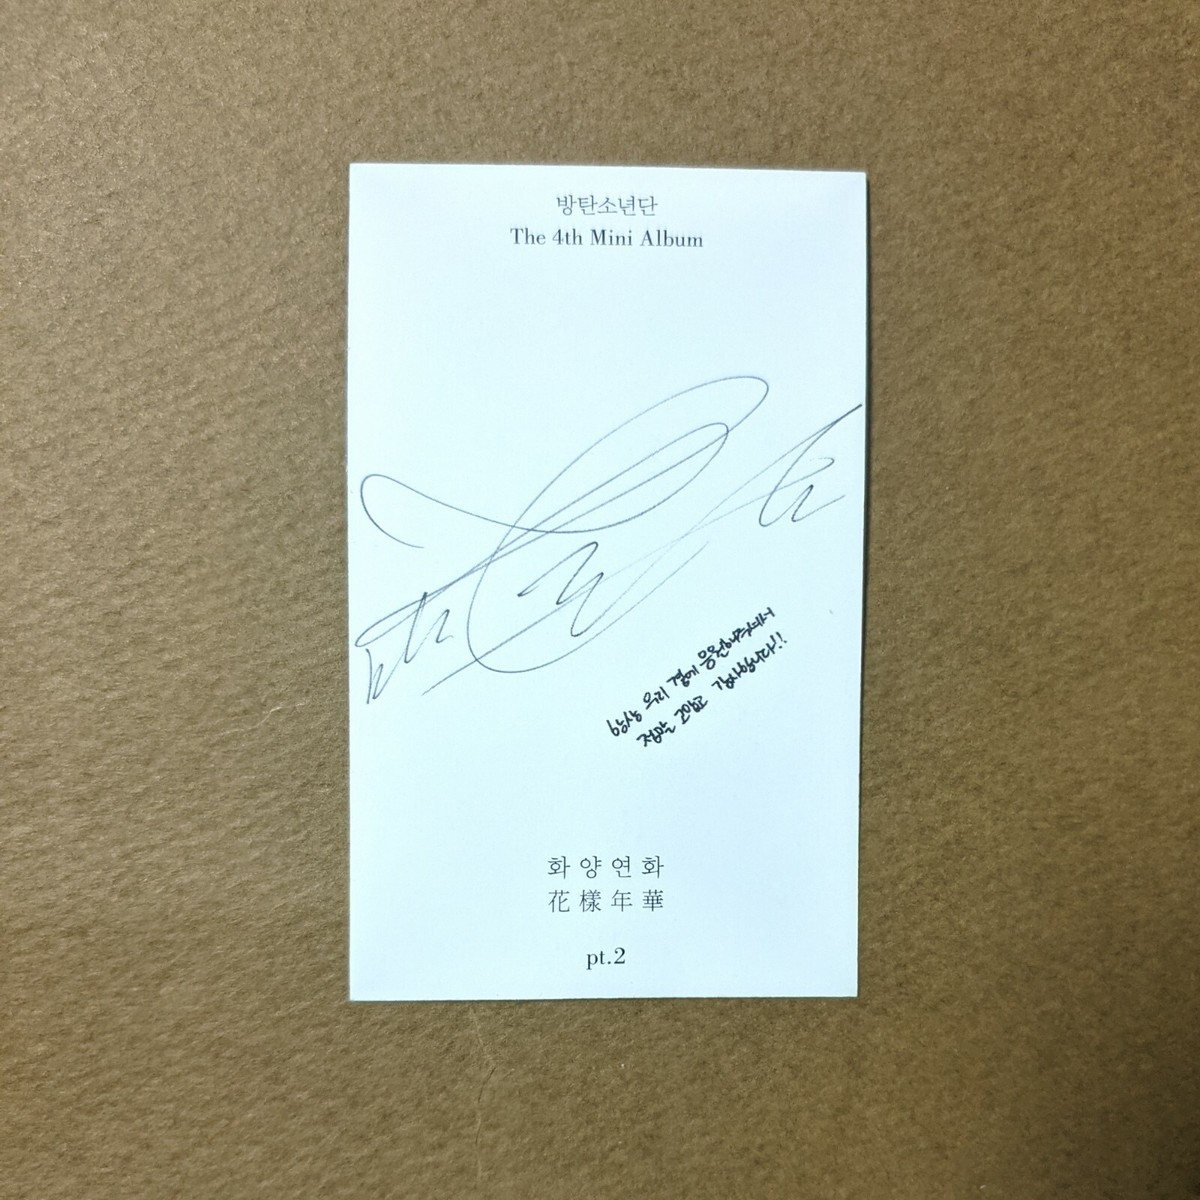 방탄소년단
The 4th Mini Album
항상 우리 곁에 응원해주셔서
정말 고맙고 감사합니다!!
화양연화
花樣年華
pt.2